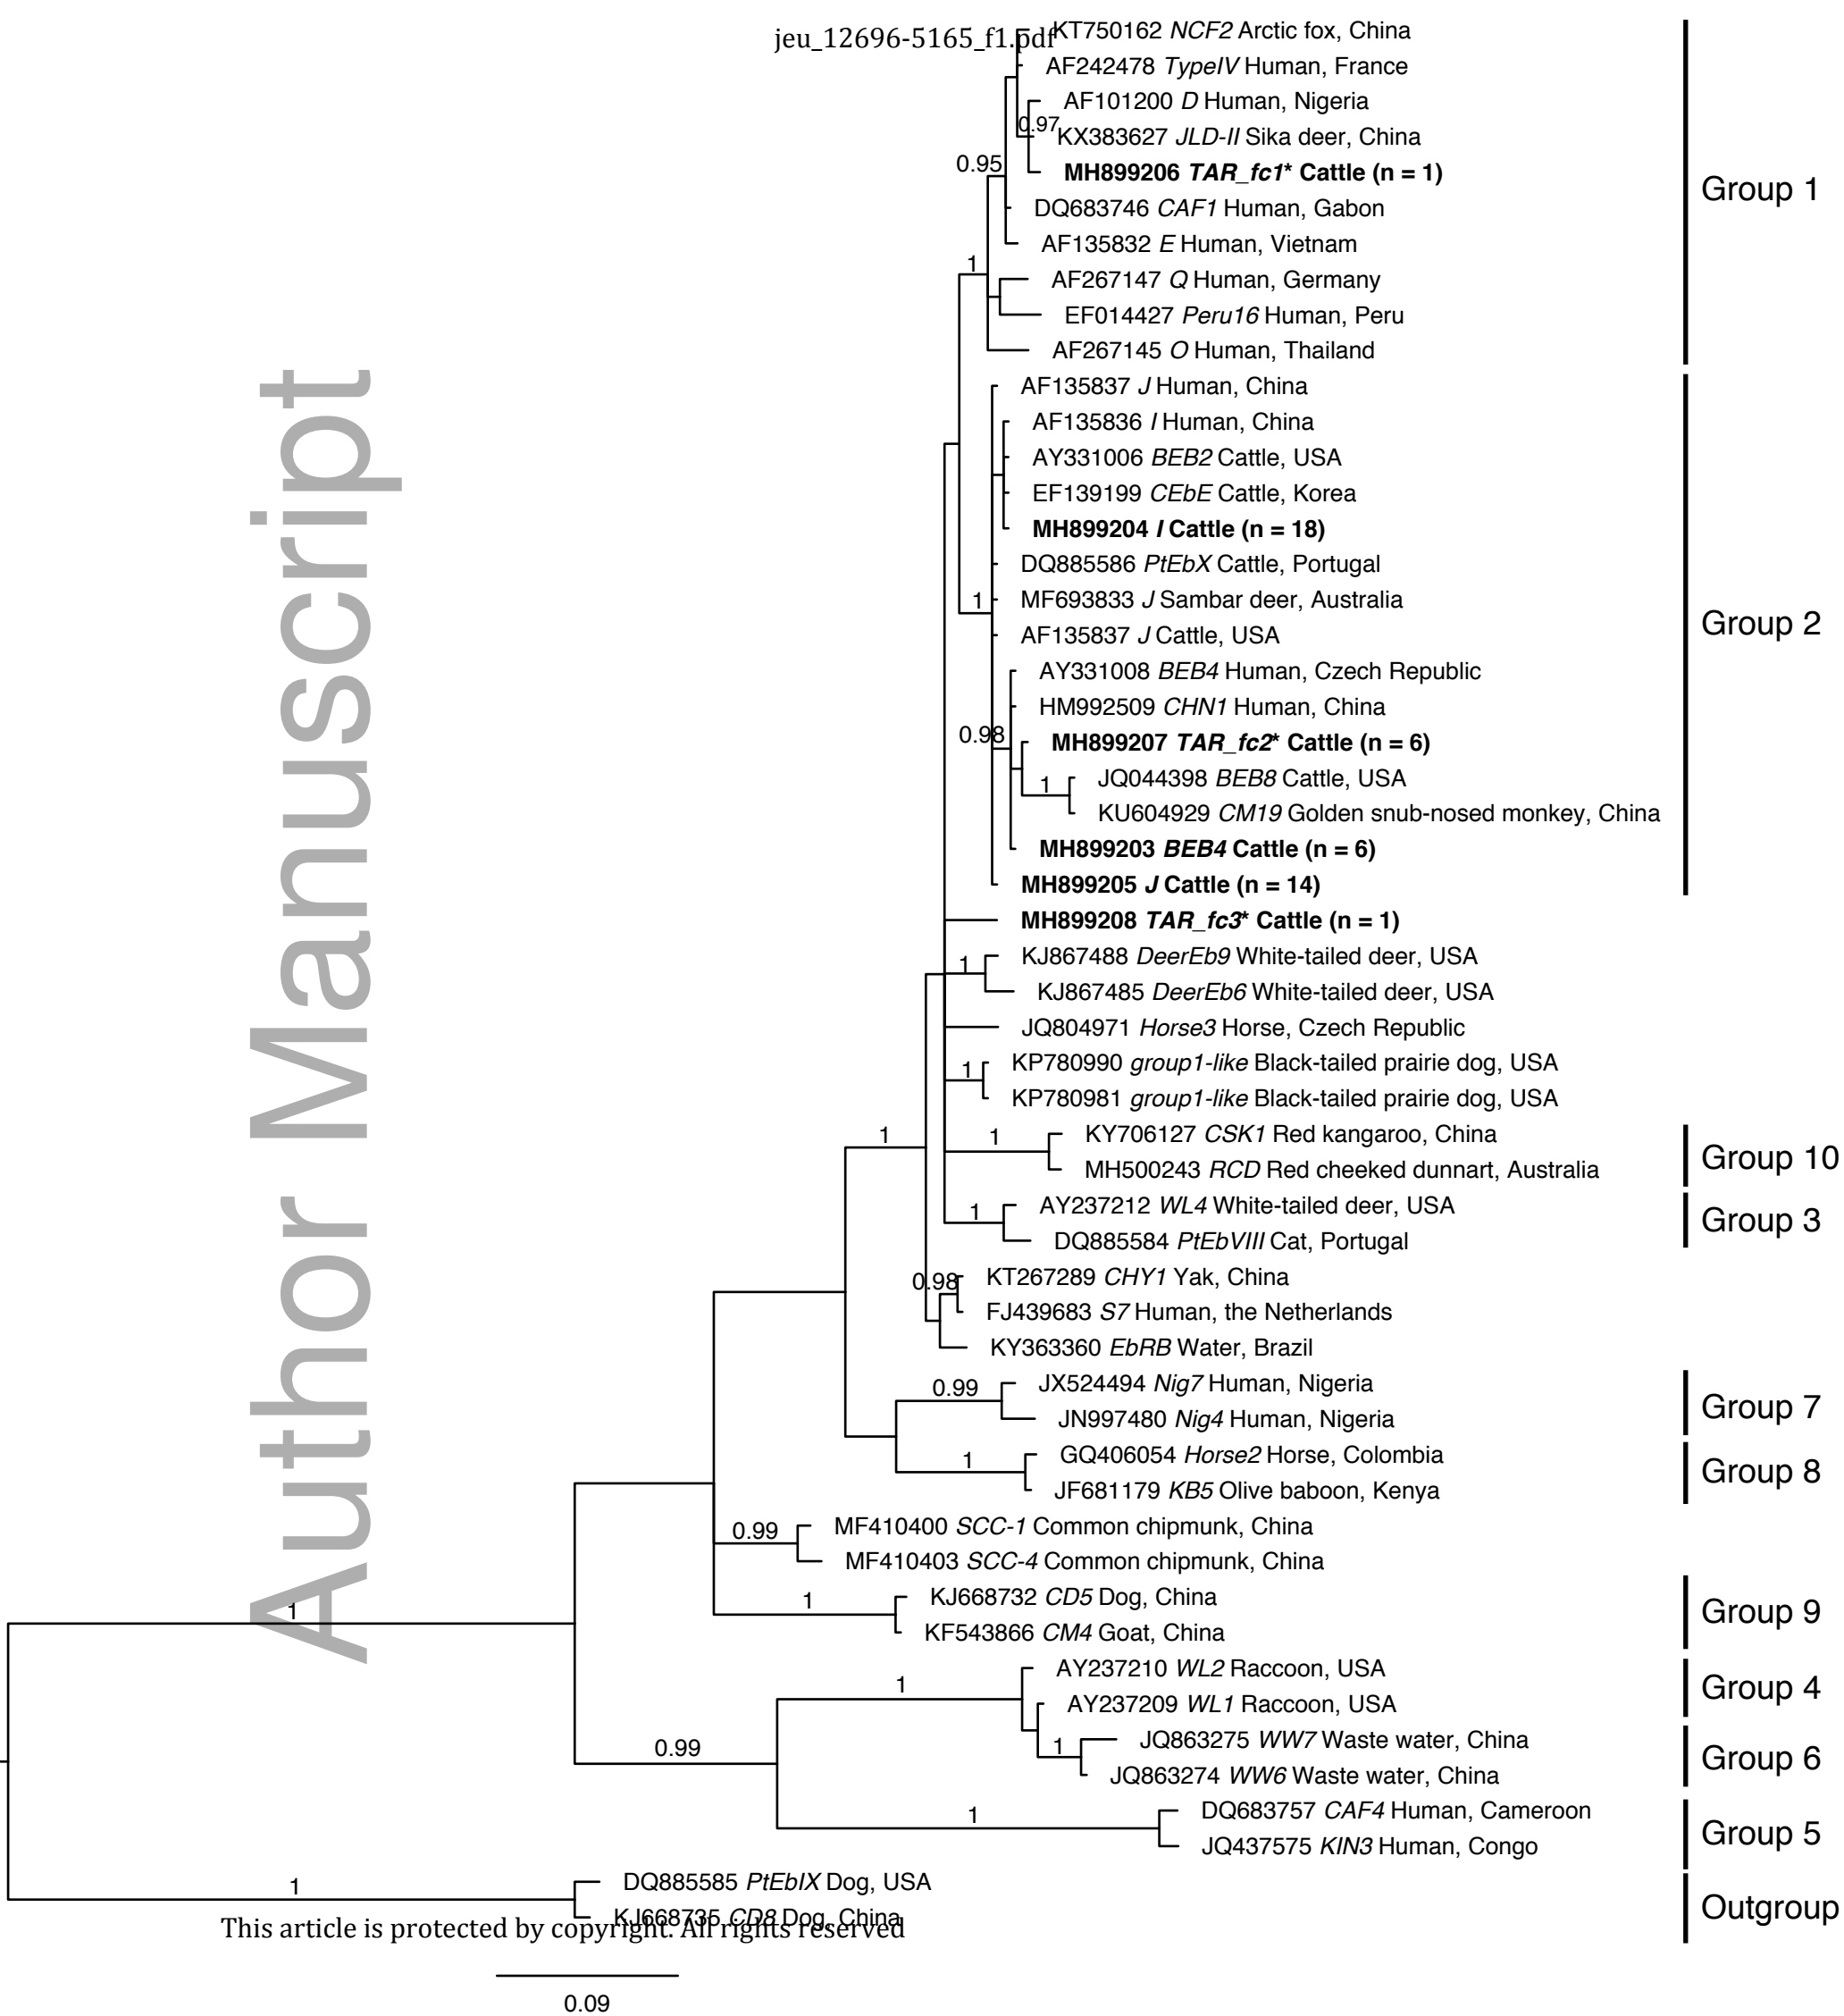 jeu_12696-5165_f1.pdf
KT750162 NCF2 Arctic fox, China
AF242478 TypeIV Human, France
AF101200 D Human, Nigeria
0.97
KX383627 JLD-II Sika deer, China
0.95
MH899206 TAR_fc1* Cattle (n = 1)
Group 1
DQ683746 CAF1 Human, Gabon
AF135832 E Human, Vietnam
1
AF267147 Q Human, Germany
EF014427 Peru16 Human, Peru
AF267145 O Human, Thailand
AF135837 J Human, China
AF135836 I Human, China
AY331006 BEB2 Cattle, USA
EF139199 CEbE Cattle, Korea
MH899204 I Cattle (n = 18)
DQ885586 PtEbX Cattle, Portugal
1
MF693833 J Sambar deer, Australia
Group 2
AF135837 J Cattle, USA
AY331008 BEB4 Human, Czech Republic
HM992509 CHN1 Human, China
0.98
MH899207 TAR_fc2* Cattle (n = 6)
JQ044398 BEB8 Cattle, USA
1
KU604929 CM19 Golden snub-nosed monkey, China
MH899203 BEB4 Cattle (n = 6)
MH899205 J Cattle (n = 14)
MH899208 TAR_fc3* Cattle (n = 1)
KJ867488 DeerEb9 White-tailed deer, USA
1
KJ867485 DeerEb6 White-tailed deer, USA
JQ804971 Horse3 Horse, Czech Republic
KP780990 group1-like Black-tailed prairie dog, USA
1
KP780981 group1-like Black-tailed prairie dog, USA
1
1
KY706127 CSK1 Red kangaroo, China
Group 10
MH500243 RCD Red cheeked dunnart, Australia
AY237212 WL4 White-tailed deer, USA
1
Group 3
DQ885584 PtEbVIII Cat, Portugal
0.98
KT267289 CHY1 Yak, China
FJ439683 S7 Human, the Netherlands
KY363360 EbRB Water, Brazil
0.99
JX524494 Nig7 Human, Nigeria
Group 7
JN997480 Nig4 Human, Nigeria
GQ406054 Horse2 Horse, Colombia
1
Group 8
JF681179 KB5 Olive baboon, Kenya
0.99
MF410400 SCC-1 Common chipmunk, China
MF410403 SCC-4 Common chipmunk, China
1
KJ668732 CD5 Dog, China
Group 9
KF543866 CM4 Goat, China
1
1
AY237210 WL2 Raccoon, USA
Group 4
AY237209 WL1 Raccoon, USA
0.99
1
JQ863275 WW7 Waste water, China
Group 6
JQ863274 WW6 Waste water, China
1
DQ683757 CAF4 Human, Cameroon
Group 5
JQ437575 KIN3 Human, Congo
1
DQ885585 PtEbIX Dog, USA
Outgroup
KJ668735 CD8 Dog, China
This article is protected by copyright. All rights reserved
0.09
Author Manuscript